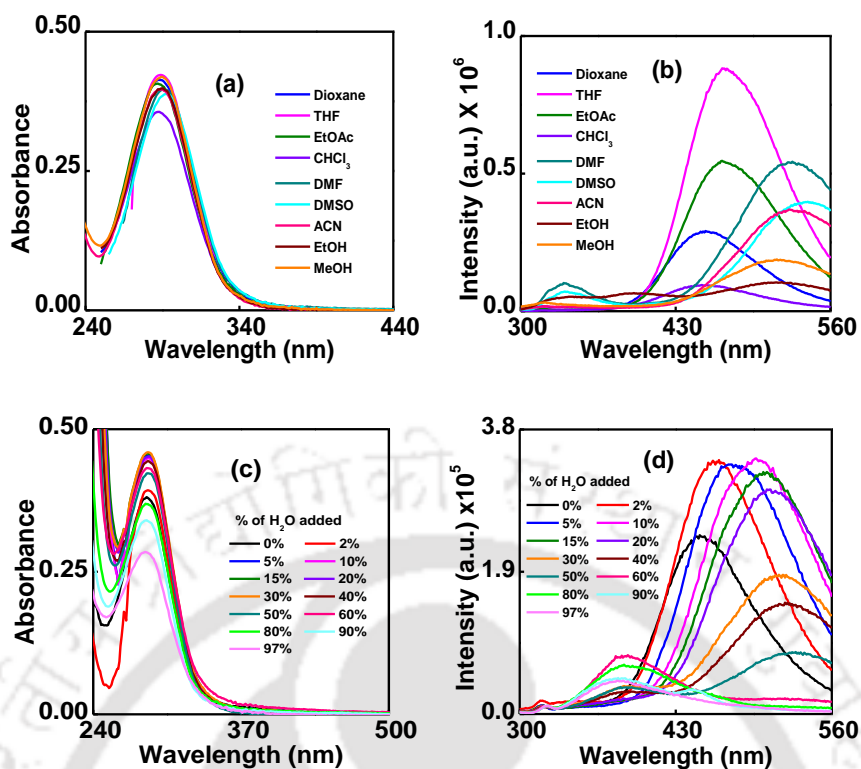 0.50
0.25
0.00
Absorbance
(a)
Dioxane
THF
EtOAc
CHCl3
DMF
DMSO
ACN
EtOH
MeOH
240 340 440
Wavelength (nm)
1.0
0.5
0.0
Intensity (a.u.) X 10^6
(b)
Dioxane
THF
EtOAc
CHCl3
DMF
DMSO
ACN
EtOH
MeOH
300 430 560
Wavelength (nm)
0.50
0.25
0.00
Absorbance
(c)
% of H2O added
0% 2%
5% 10%
15% 20%
30% 40%
50% 60%
80% 90%
97%
240 370 500
Wavelength (nm)
3.8
1.9
0.0
Intensity (a.u.) x10^5
(d)
% of H2O added
0% 2%
5% 10%
15% 20%
30% 40%
50% 60%
80% 90%
97%
300 430 560
Wavelength (nm)